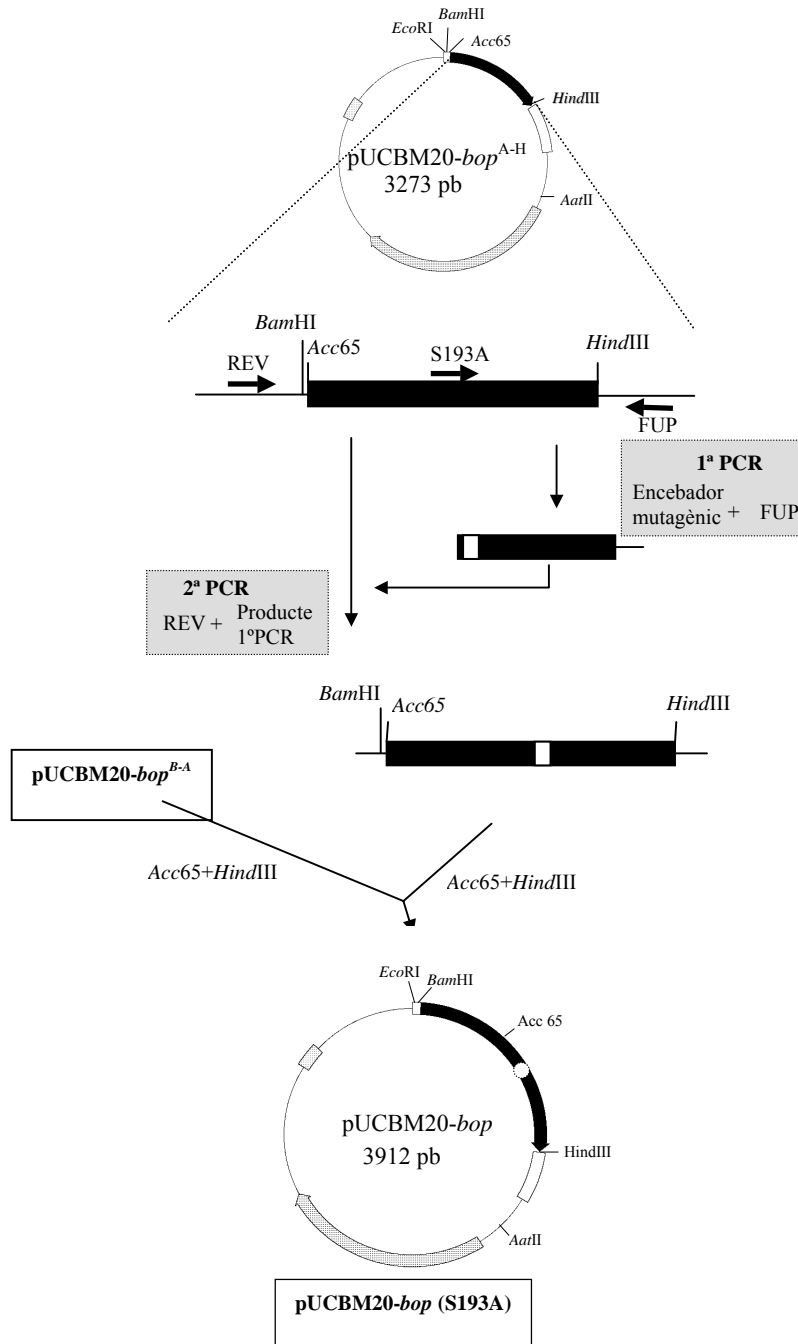 BamHI
EcoRI
Acc65
HindIII
pUCBM20-bop^A-H
3273 pb
AatII
BamHI
REV
Acc65
S193A
HindIII
FUP
1ª PCR
Encebador
mutagènic + FUP
2ª PCR
REV + Producte
1ºPCR
BamHI
Acc65
HindIII
pUCBM20-bop^B-A
Acc65+HindIII
Acc65+HindIII
EcoRI
BamHI
Acc 65
pUCBM20-bop
3912 pb
HindIII
AatII
pUCBM20-bop (S193A)